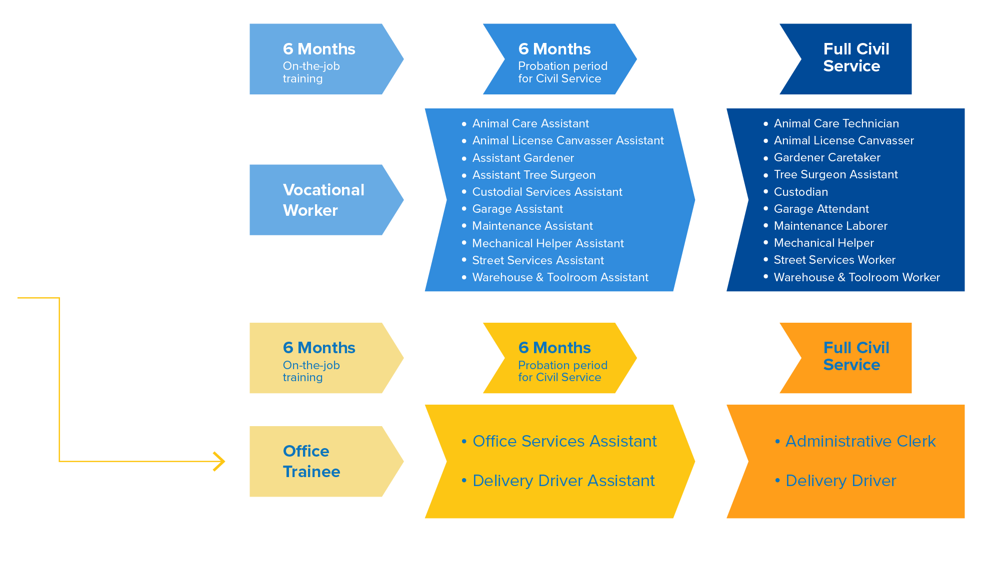 6 Months
On-the-job
training
6 Months
Probation period
for Civil Service
Full Civil
Service
Vocational
Worker
• Animal Care Assistant
• Animal License Canvasser Assistant
• Assistant Gardener
• Assistant Tree Surgeon
• Custodial Services Assistant
• Garage Assistant
• Maintenance Assistant
• Mechanical Helper Assistant
• Street Services Assistant
• Warehouse & Toolroom Assistant
• Animal Care Technician
• Animal License Canvasser
• Gardener Caretaker
• Tree Surgeon Assistant
• Custodian
• Garage Attendant
• Maintenance Laborer
• Mechanical Helper
• Street Services Worker
• Warehouse & Toolroom Worker
6 Months
On-the-job
training
6 Months
Probation period
for Civil Service
Full Civil
Service
Office
Trainee
• Office Services Assistant
• Delivery Driver Assistant
• Administrative Clerk
• Delivery Driver